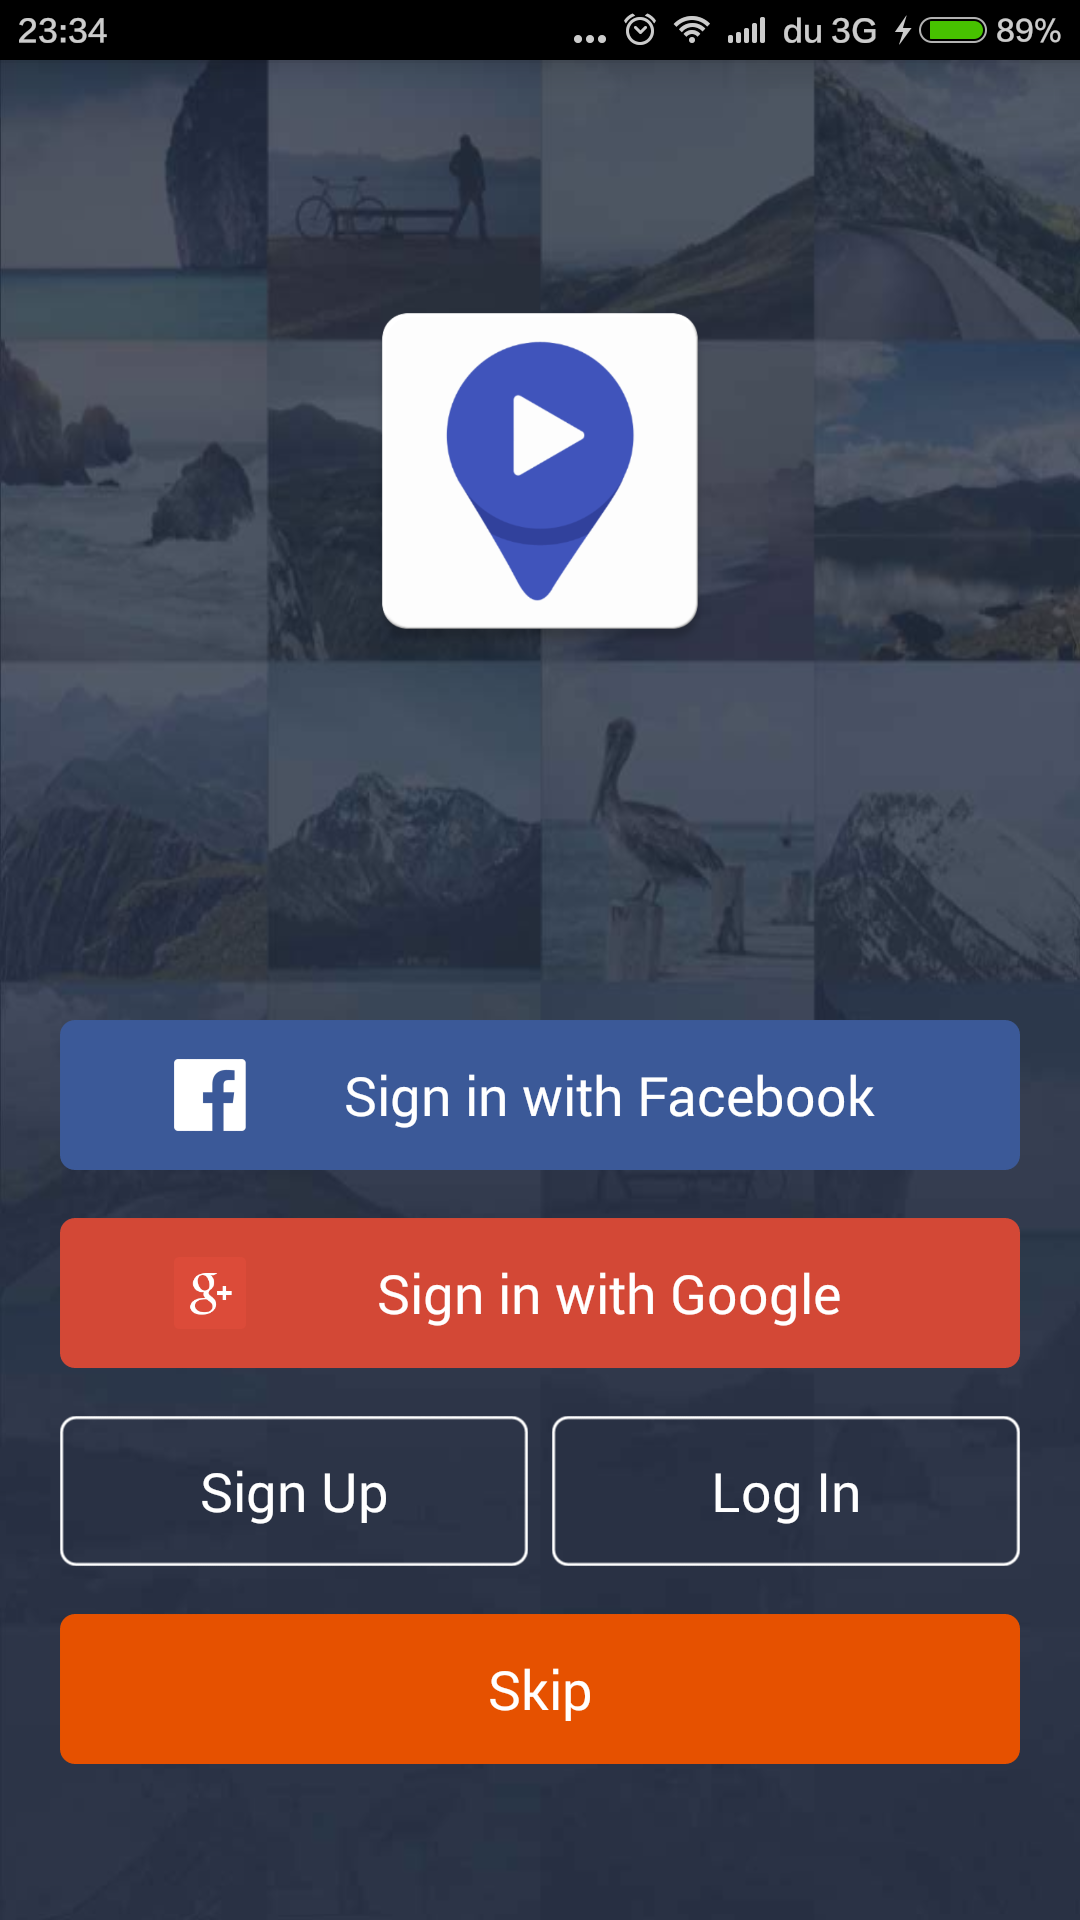 23:34 ... du 3G 89%
Sign in with Facebook
g+ Sign in with Google
Sign Up
Log In
Skip